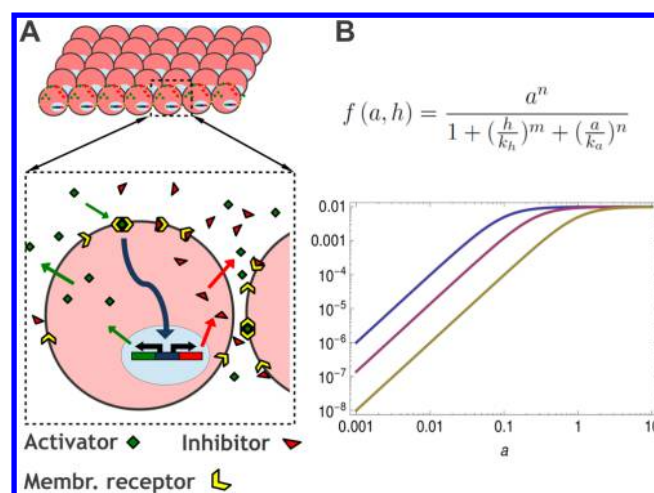 A
Activator
Inhibitor
Membr. receptor
B
f (a, h) = a^n / (1 + (h/k_h)^m + (a/k_a)^n)
0.01
0.001
10^−4
10^−5
10^−6
10^−7
10^−8
0.001
0.01
0.1
1
10
a